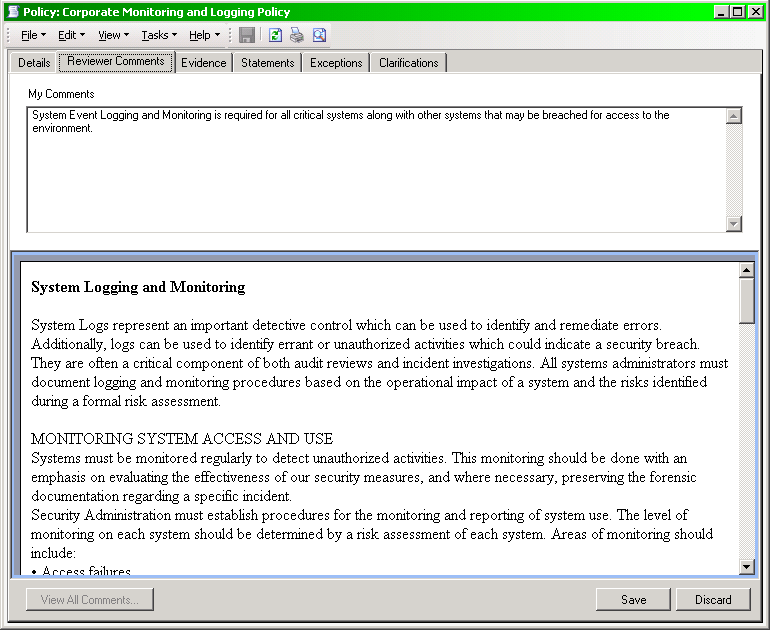 Policy: Corporate Monitoring and Logging Policy
File Edit View Tasks Help
Details Reviewer Comments Evidence Statements Exceptions Clarifications
My Comments
System Event Logging and Monitoring is required for all critical systems along with other systems that may be breached for access to the
environment.
System Logging and Monitoring
System Logs represent an important detective control which can be used to identify and remediate errors.
Additionally, logs can be used to identify errant or unauthorized activities which could indicate a security breach.
They are often a critical component of both audit reviews and incident investigations. All systems administrators must
document logging and monitoring procedures based on the operational impact of a system and the risks identified
during a formal risk assessment.
MONITORING SYSTEM ACCESS AND USE
Systems must be monitored regularly to detect unauthorized activities. This monitoring should be done with an
emphasis on evaluating the effectiveness of our security measures, and where necessary, preserving the forensic
documentation regarding a specific incident.
Security Administration must establish procedures for the monitoring and reporting of system use. The level of
monitoring on each system should be determined by a risk assessment of each system. Areas of monitoring should
include:
• Access failures
View All Comments... Save Discard